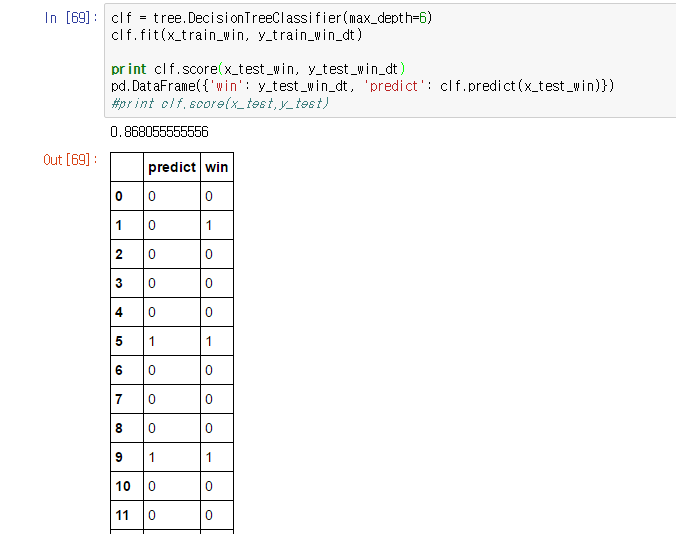 In [69]: clf = tree.DecisionTreeClassifier(max_depth=6)
clf.fit(x_train_win, y_train_win_dt)
print clf.score(x_test_win, y_test_win_dt)
pd.DataFrame({'win': y_test_win_dt, 'predict': clf.predict(x_test_win)})
#print clf.score(x_test,y_test)
0.868055555556
Out[69]:
predict win
0 0 0
1 0 1
2 0 0
3 0 0
4 0 0
5 1 1
6 0 0
7 0 0
8 0 0
9 1 1
10 0 0
11 0 0